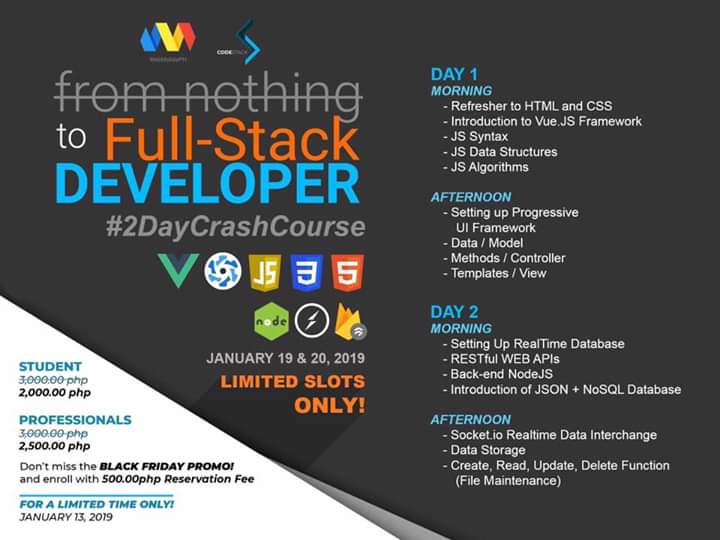 CODESTACK
from nothing
to Full-Stack
DEVELOPER
#2DayCrashCourse
JS
3
5
node
JANUARY 19 & 20, 2019
LIMITED SLOTS
ONLY!
STUDENT
3,000.00 php
2,000.00 php
PROFESSIONALS
3,000.00 php
2,500.00 php
Don't miss the BLACK FRIDAY PROMO!
and enroll with 500.00php Reservation Fee
FOR A LIMITED TIME ONLY!
JANUARY 13, 2019
DAY 1
MORNING
- Refresher to HTML and CSS
- Introduction to Vue.JS Framework
- JS Syntax
- JS Data Structures
- JS Algorithms
AFTERNOON
- Setting up Progressive
UI Framework
- Data / Model
- Methods / Controller
- Templates / View
DAY 2
MORNING
- Setting Up RealTime Database
- RESTful WEB APIs
- Back-end NodeJS
- Introduction of JSON + NoSQL Database
AFTERNOON
- Socket.io Realtime Data Interchange
- Data Storage
- Create, Read, Update, Delete Function
(File Maintenance)